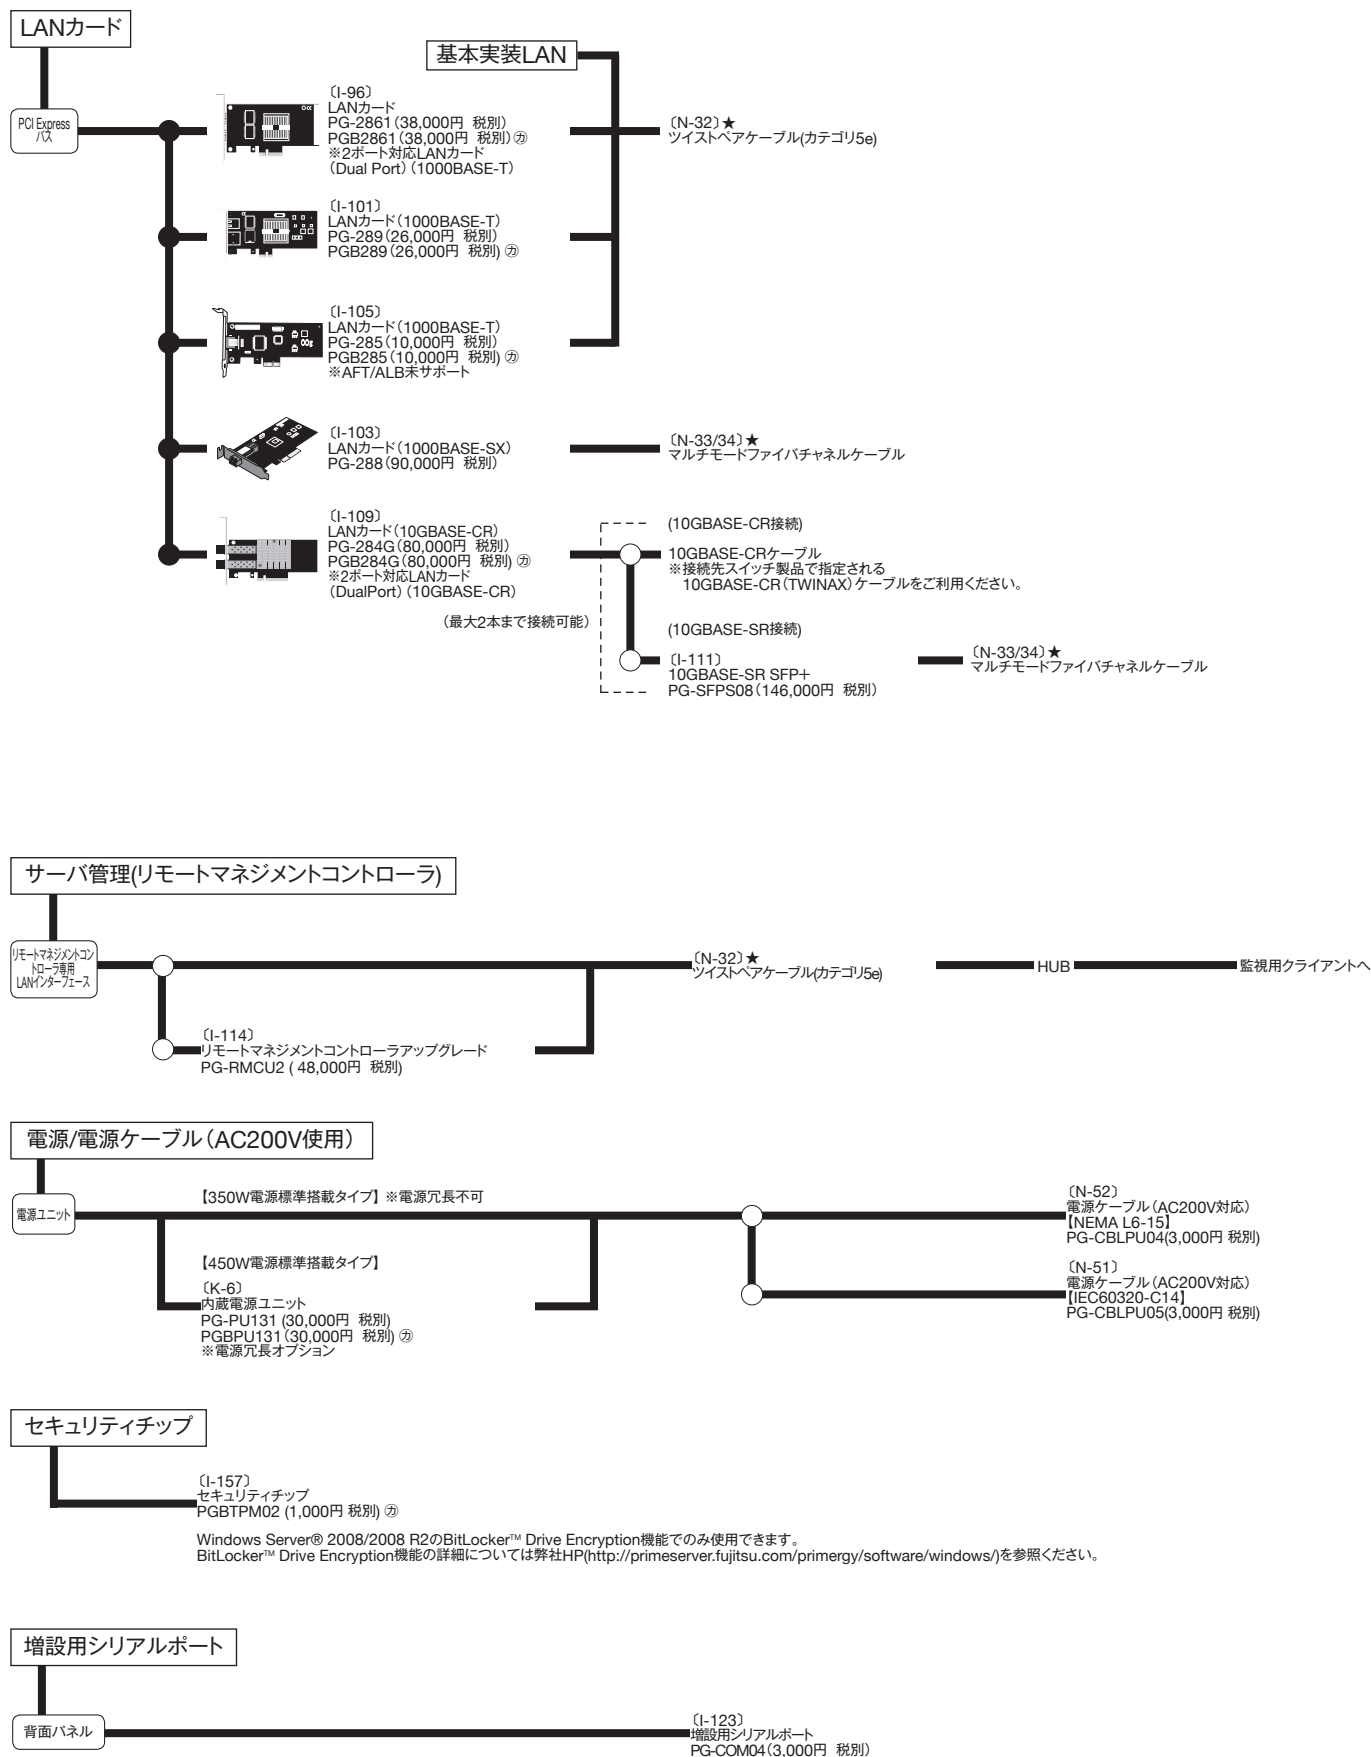 LANカード
基本実装LAN
PCI Express
バス
〔I-96〕
LANカード
PG-2861（38,000円 税別）
PGB2861（38,000円 税別）㋕
※2ポート対応LANカード
（Dual Port）（1000BASE-T）
〔N-32〕★
ツイストペアケーブル(カテゴリ5e)
〔I-101〕
LANカード（1000BASE-T）
PG-289（26,000円 税別）
PGB289（26,000円 税別）㋕
〔I-105〕
LANカード（1000BASE-T）
PG-285（10,000円 税別）
PGB285（10,000円 税別）㋕
※AFT/ALB未サポート
〔I-103〕
LANカード（1000BASE-SX）
PG-288（90,000円 税別）
〔N-33/34〕★
マルチモードファイバチャネルケーブル
〔I-109〕
LANカード（10GBASE-CR）
PG-284G（80,000円 税別）
PGB284G（80,000円 税別）㋕
※2ポート対応LANカード
（DualPort）（10GBASE-CR）
（最大2本まで接続可能）
(10GBASE-CR接続)
10GBASE-CRケーブル
※接続先スイッチ製品で指定される
10GBASE-CR（TWINAX）ケーブルをご利用ください。
(10GBASE-SR接続)
〔I-111〕
10GBASE-SR SFP＋
PG-SFPS08（146,000円 税別）
〔N-33/34〕★
マルチモードファイバチャネルケーブル
サーバ管理(リモートマネジメントコントローラ)
リモートマネジメントコン
トローラ専用
LANインターフェース
〔N-32〕★
ツイストペアケーブル(カテゴリ5e)
HUB
監視用クライアントへ
〔I-114〕
リモートマネジメントコントローラアップグレード
PG-RMCU2 ( 48,000円 税別)
電源/電源ケーブル（AC200V使用）
電源ユニット
【350W電源標準搭載タイプ】 ※電源冗長不可
【450W電源標準搭載タイプ】
〔K-6〕
内蔵電源ユニット
PG-PU131 (30,000円 税別)
PGBPU131（30,000円 税別）㋕
※電源冗長オプション
〔N-52〕
電源ケーブル（AC200V対応）
【NEMA L6-15】
PG-CBLPU04(3,000円 税別)
〔N-51〕
電源ケーブル（AC200V対応）
【IEC60320-C14】
PG-CBLPU05(3,000円 税別)
セキュリティチップ
〔I-157〕
セキュリティチップ
PGBTPM02 (1,000円 税別) ㋕
Windows Server® 2008/2008 R2のBitLocker™ Drive Encryption機能でのみ使用できます。
BitLocker™ Drive Encryption機能の詳細については弊社HP(http://primeserver.fujitsu.com/primergy/software/windows/)を参照ください。
増設用シリアルポート
背面パネル
〔I-123〕
増設用シリアルポート
PG-COM04（3,000円 税別）